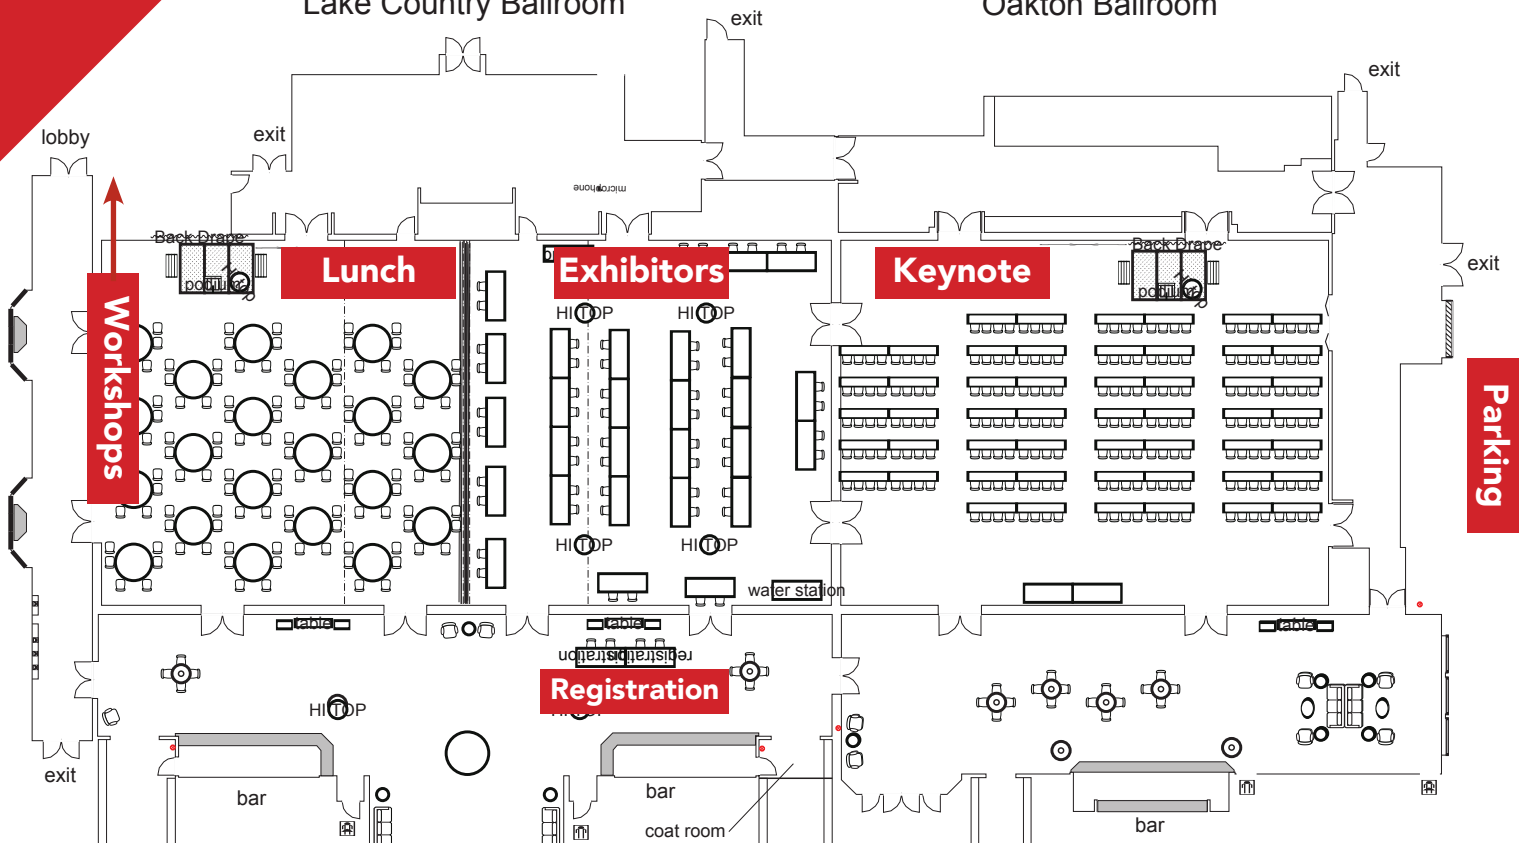 Lake Country Ballroom
Oakton Ballroom
exit
exit
lobby
exit
microphone
Back Drape
Back Drape
Lunch
Exhibitors
Keynote
exit
podium
podium
Workshops
HI TOP
HI TOP
Parking
HI TOP
HI TOP
water station
table
table
table
registration
registration
Registration
HI TOP
HI TOP
exit
bar
bar
coat room
bar